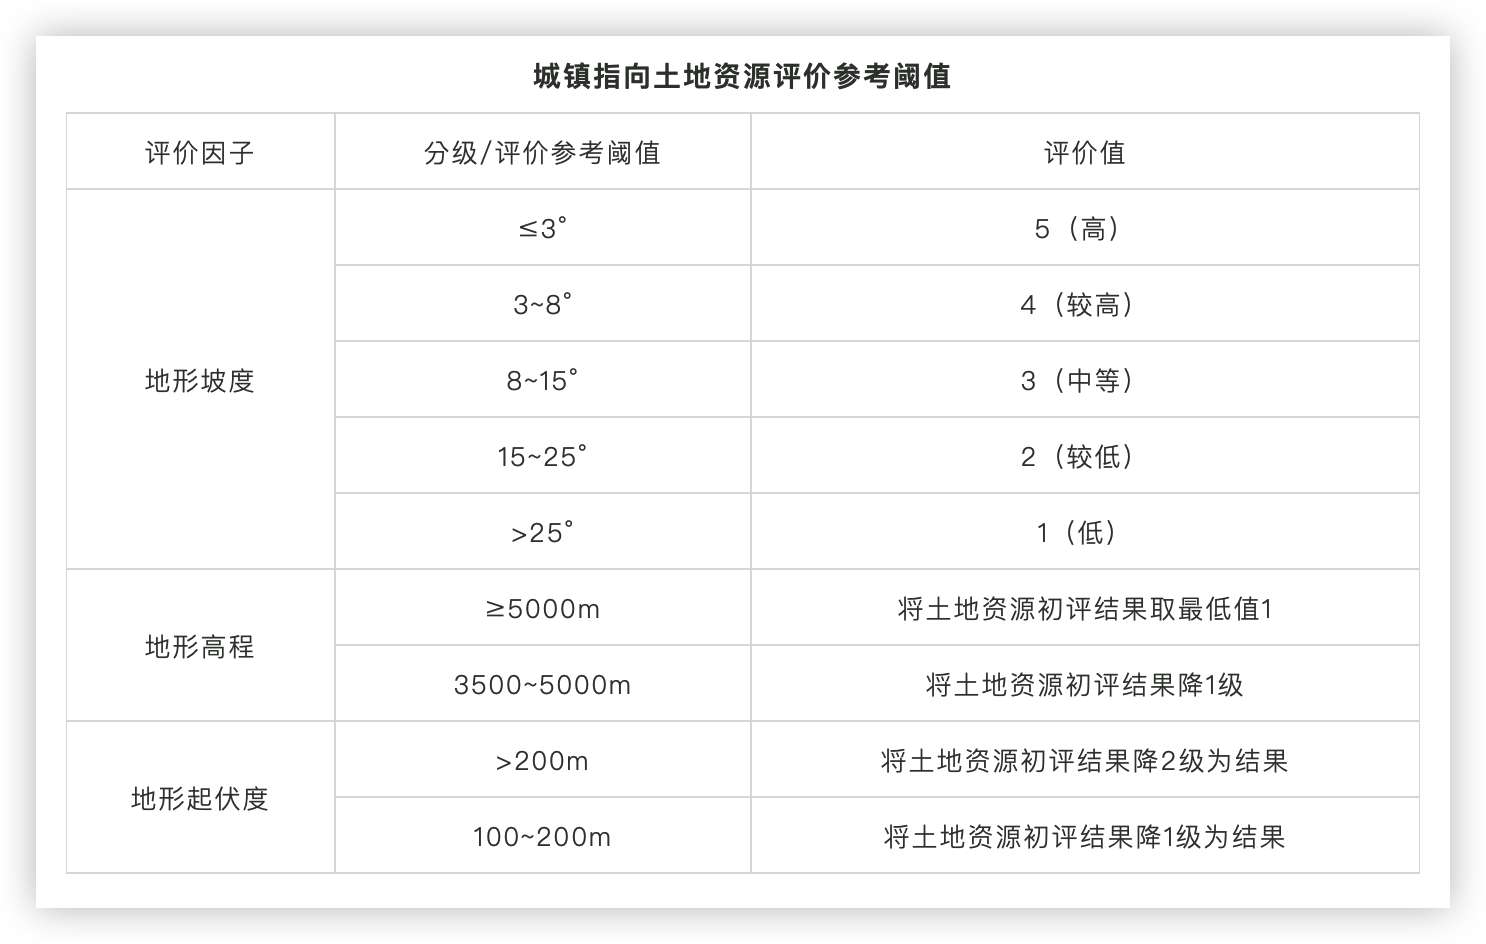 城镇指向土地资源评价参考阈值
评价因子 分级/评价参考阈值 评价值
地形坡度 ≤3° 5（高）
3~8° 4（较高）
8~15° 3（中等）
15~25° 2（较低）
>25° 1（低）
地形高程 ≥5000m 将土地资源初评结果取最低值1
3500~5000m 将土地资源初评结果降1级
地形起伏度 >200m 将土地资源初评结果降2级为结果
100~200m 将土地资源初评结果降1级为结果